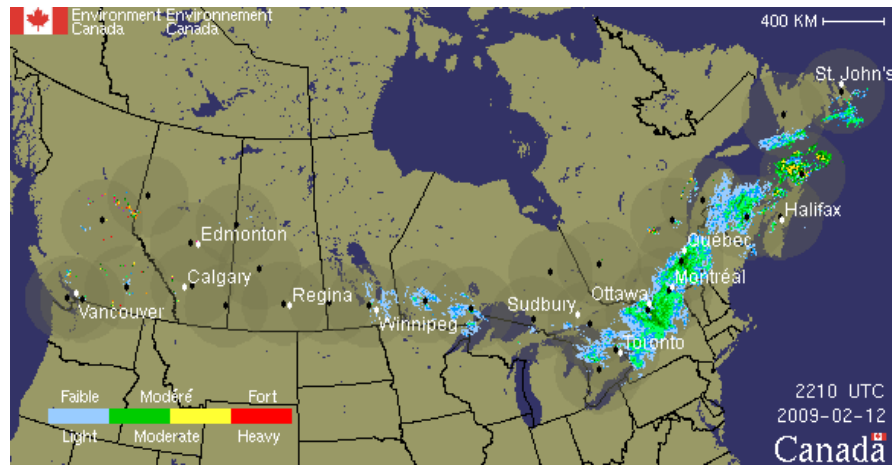 Environment Environnement
Canada Canada
400 KM
St. John's
Halifax
Edmonton
Québec
Calgary
Montréal
Regina
Ottawa
Vancouver
Sudbury
Winnipeg
Toronto
Faible Modéré Fort
Light Moderate Heavy
2210 UTC
2009-02-12
Canada